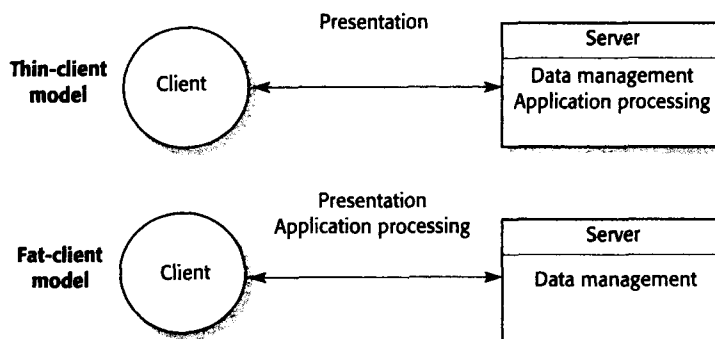 Presentation
Thin-client
model
Client
Server
Data management
Application processing
Presentation
Application processing
Fat-client
model
Client
Server
Data management